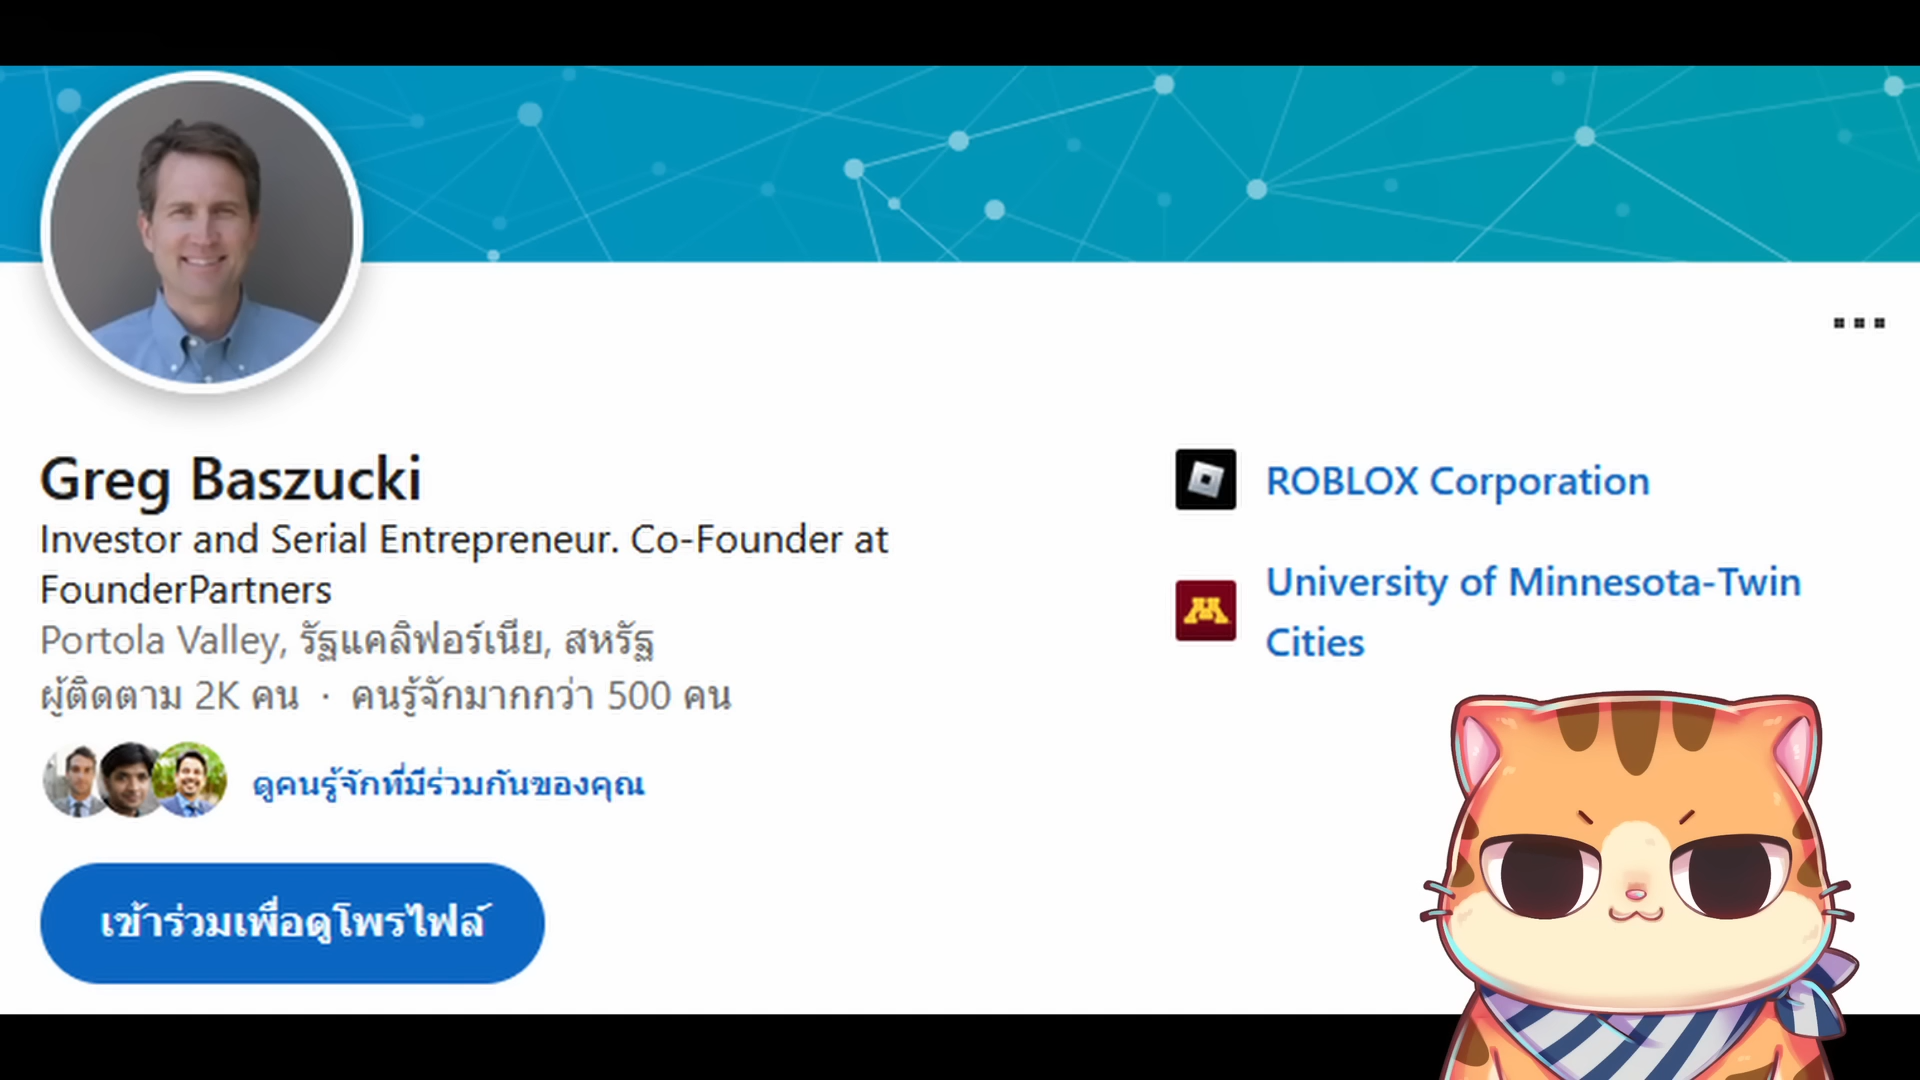 Greg Baszucki
Investor and Serial Entrepreneur. Co-Founder at
FounderPartners
Portola Valley, รัฐแคลิฟอร์เนีย, สหรัฐ
ผู้ติดตาม 2K คน · คนรู้จักมากกว่า 500 คน
ดูคนรู้จักที่มีร่วมกันของคุณ
เข้าร่วมเพื่อดูโพรไฟล์
ROBLOX Corporation
University of Minnesota-Twin
Cities